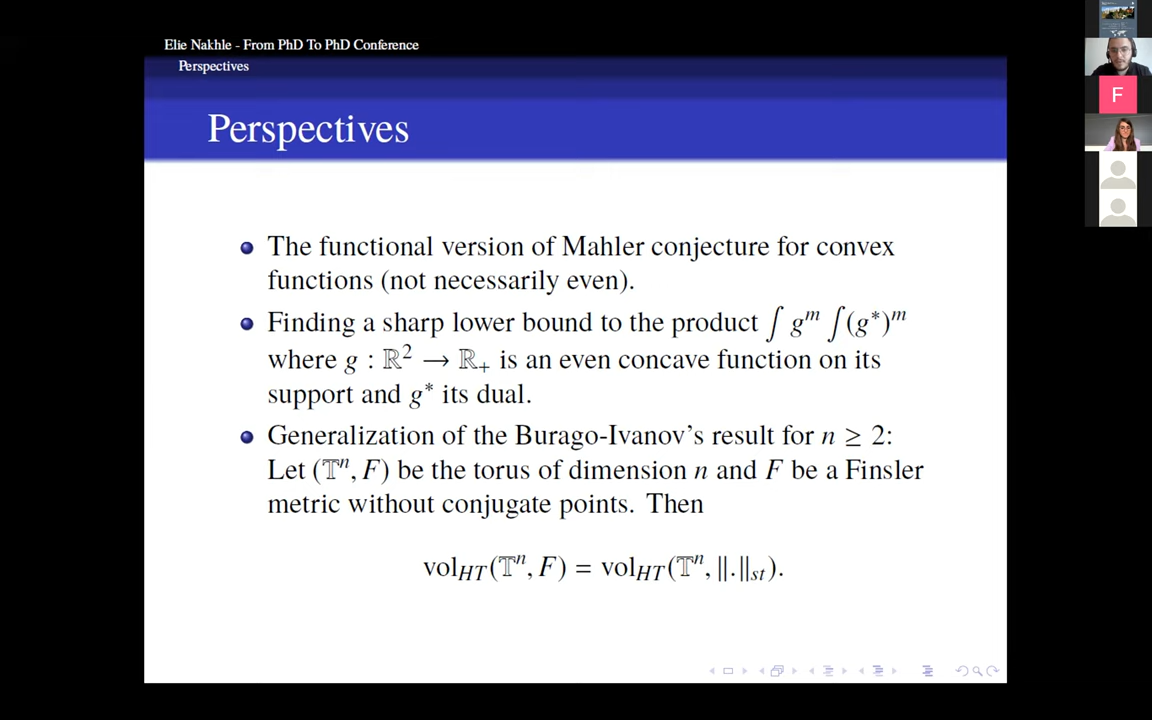 Elie Nakhle - From PhD To PhD Conference
Perspectives
Perspectives
The functional version of Mahler conjecture for convex
functions (not necessarily even).
Finding a sharp lower bound to the product ∫ gᵐ ∫(g*)ᵐ
where g : ℝ² → ℝ₊ is an even concave function on its
support and g* its dual.
Generalization of the Burago-Ivanov's result for n ≥ 2:
Let (𝕋ⁿ, F) be the torus of dimension n and F be a Finsler
metric without conjugate points. Then
vol_HT(𝕋ⁿ, F) = vol_HT(𝕋ⁿ, ||.||_st).
F